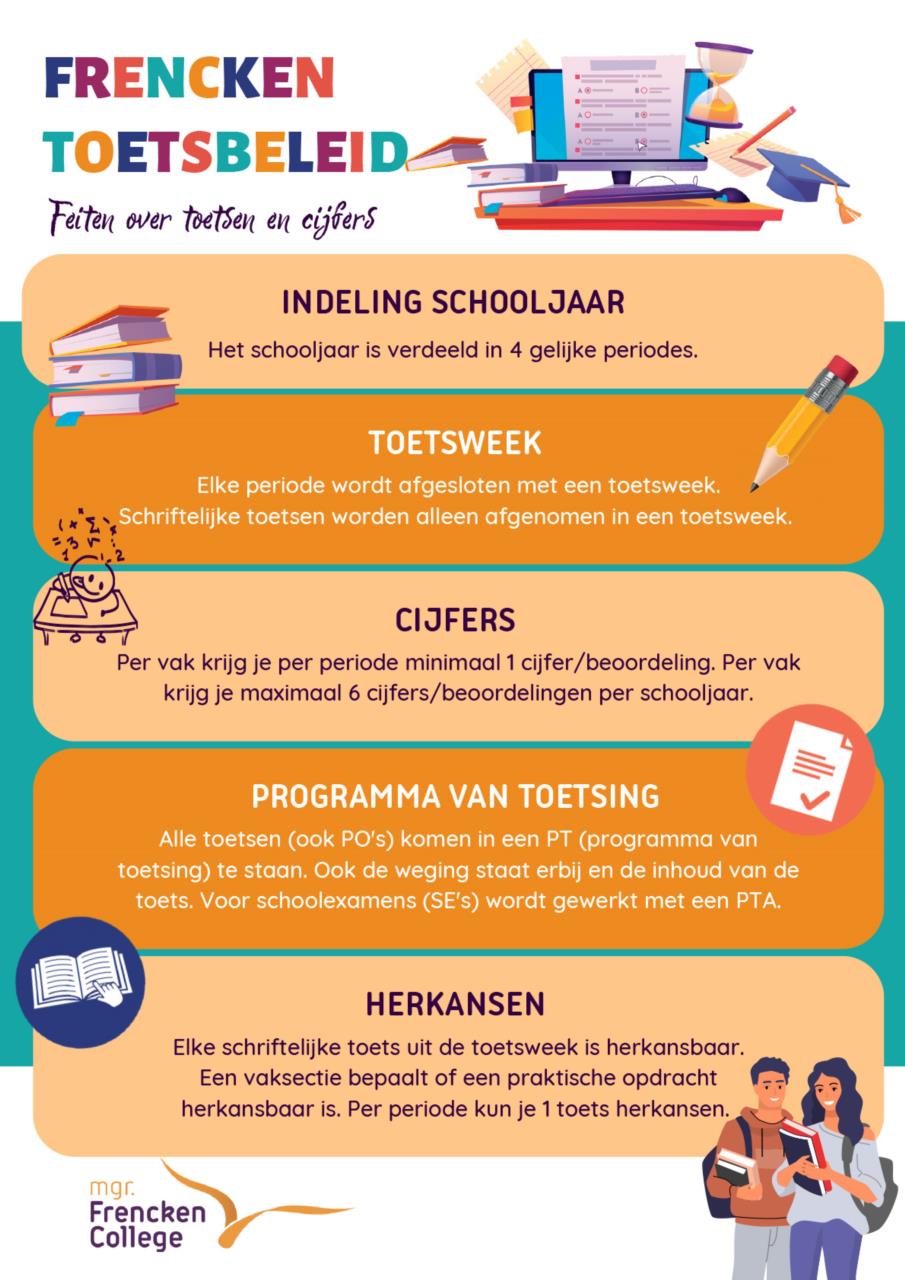 FRENCKEN
TOETSBELEID
Feiten over toetsen en cijfers
INDELING SCHOOLJAAR
Het schooljaar is verdeeld in 4 gelijke periodes.
TOETSWEEK
Elke periode wordt afgesloten met een toetsweek.
Schriftelijke toetsen worden alleen afgenomen in een toetsweek.
CIJFERS
Per vak krijg je per periode minimaal 1 cijfer/beoordeling. Per vak
krijg je maximaal 6 cijfers/beoordelingen per schooljaar.
PROGRAMMA VAN TOETSING
Alle toetsen (ook PO's) komen in een PT (programma van
toetsing) te staan. Ook de weging staat erbij en de inhoud van de
toets. Voor schoolexamens (SE's) wordt gewerkt met een PTA.
HERKANSEN
Elke schriftelijke toets uit de toetsweek is herkansbaar.
Een vaksectie bepaalt of een praktische opdracht
herkansbaar is. Per periode kun je 1 toets herkansen.
mgr.
Frencken
College